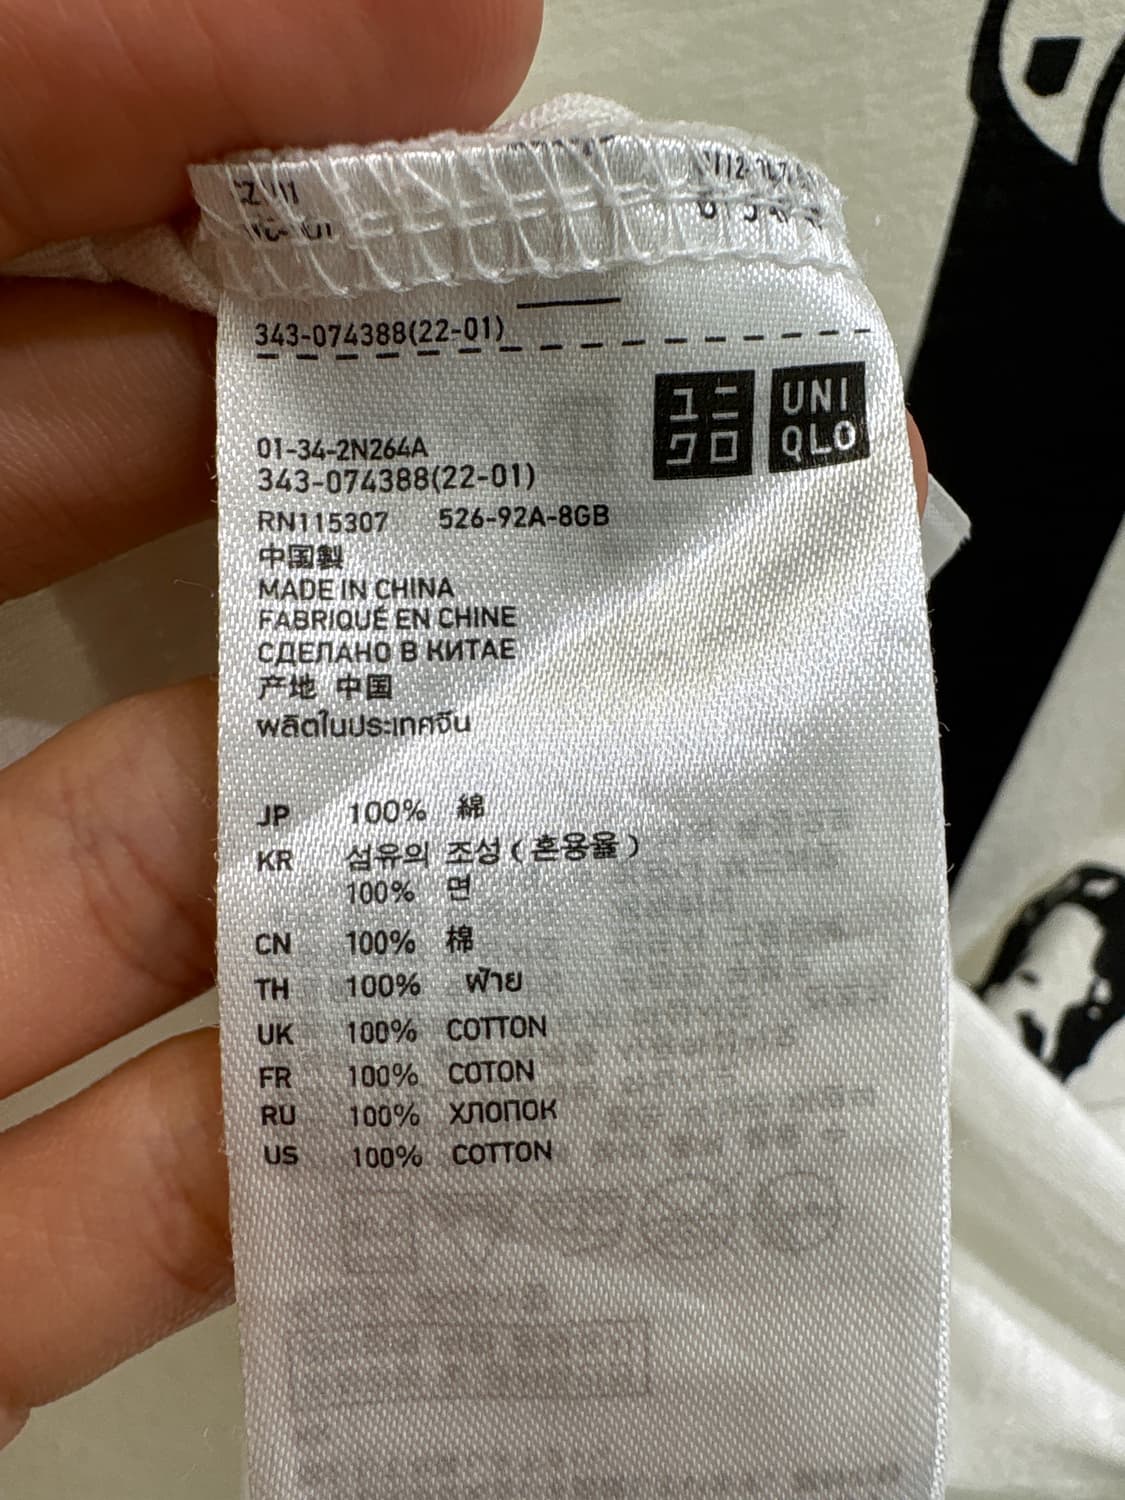 343-074388(22-01)
ユニ
クロ
UNI
QLO
01-34-2N264A
343-074388(22-01)
RN115307 526-92A-8GB
中国製
MADE IN CHINA
FABRIQUÉ EN CHINE
СДЕЛАНО В КИТАЕ
产地 中国
ผลิตในประเทศจีน
JP 100% 綿
KR 섬유의 조성 ( 혼용율 )
100% 면
CN 100% 棉
TH 100% ฝ้าย
UK 100% COTTON
FR 100% COTON
RU 100% ХЛОПОК
US 100% COTTON